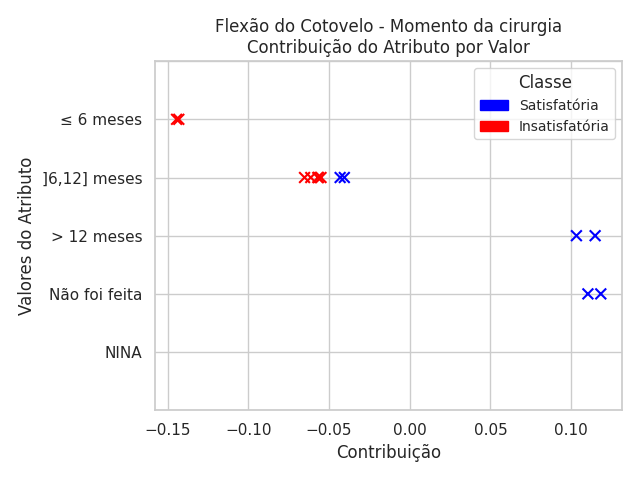 Flexão do Cotovelo - Momento da cirurgia
Contribuição do Atributo por Valor
Classe
Satisfatória
Insatisfatória
Valores do Atributo
≤ 6 meses
]6,12] meses
> 12 meses
Não foi feita
NINA
−0.15
−0.10
−0.05
0.00
0.05
0.10
Contribuição